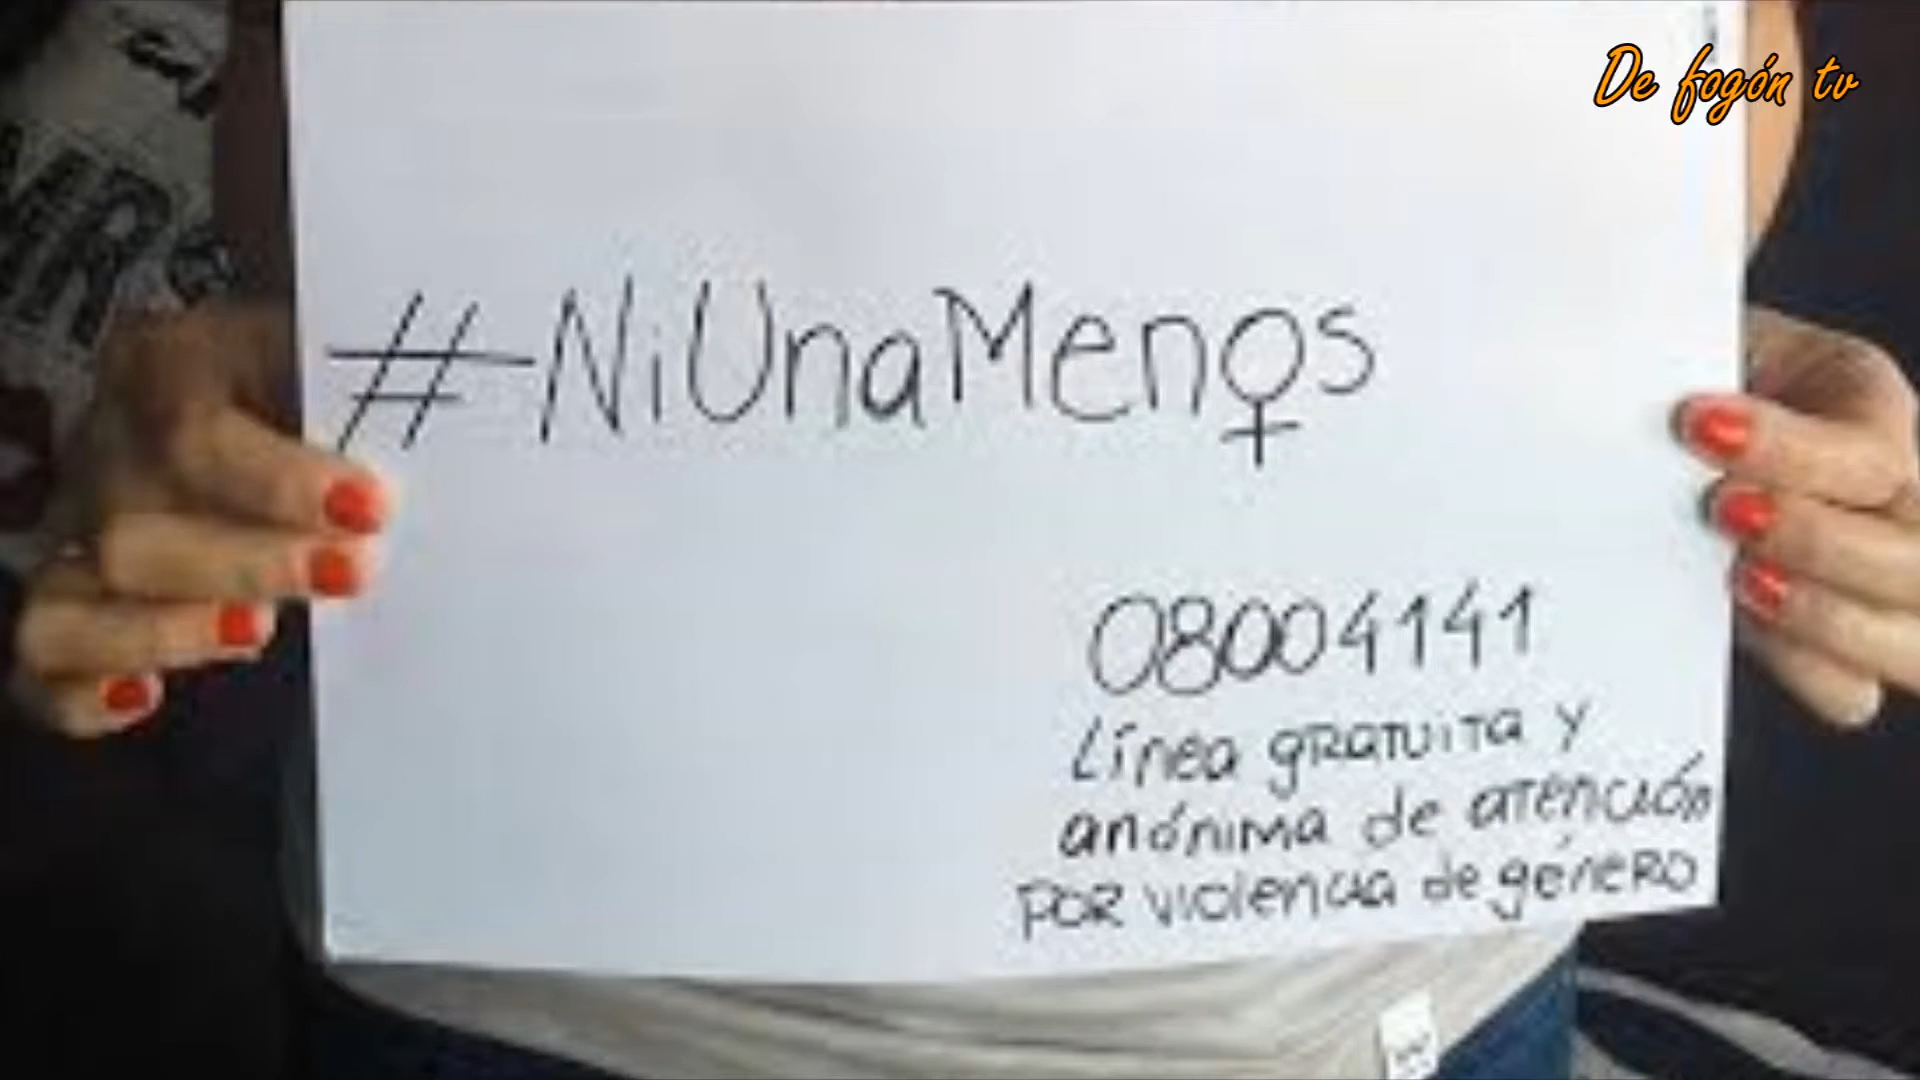 De fogón tv
#NiUnaMenos
08004141
Línea gratuita y
anónima de atención
por violencia de género